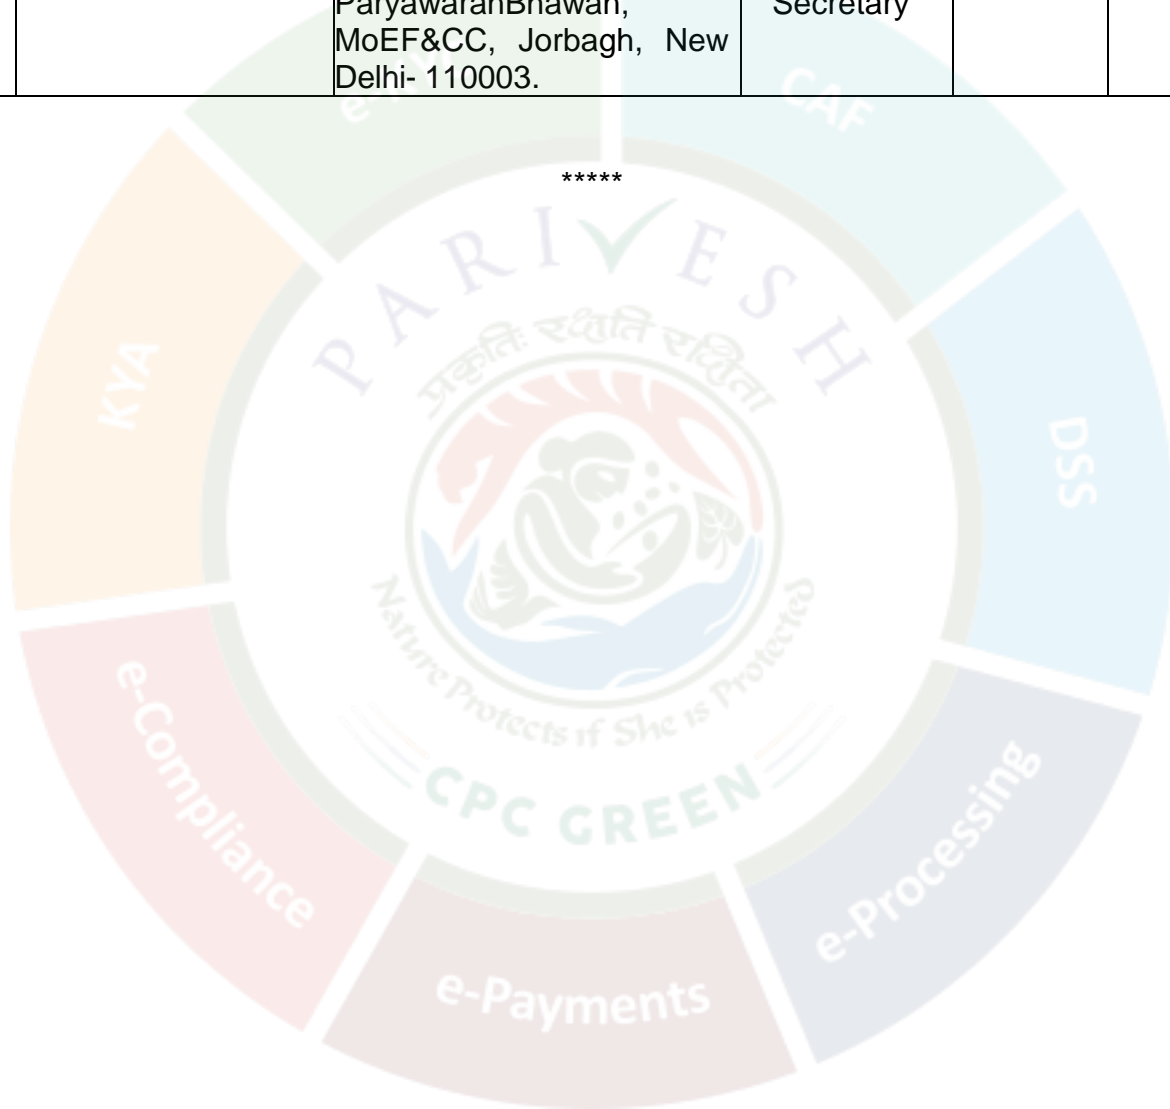 ParyawaranBhawan, Secretary
MoEF&CC, Jorbagh, New
Delhi- 110003.
*****
CAF
PARIVESH
प्रकृतिः रक्षति रक्षिता
KYA
DSS
Nature Protects if She is Protected
CPC GREEN
e-Compliance
e-Processing
e-Payments